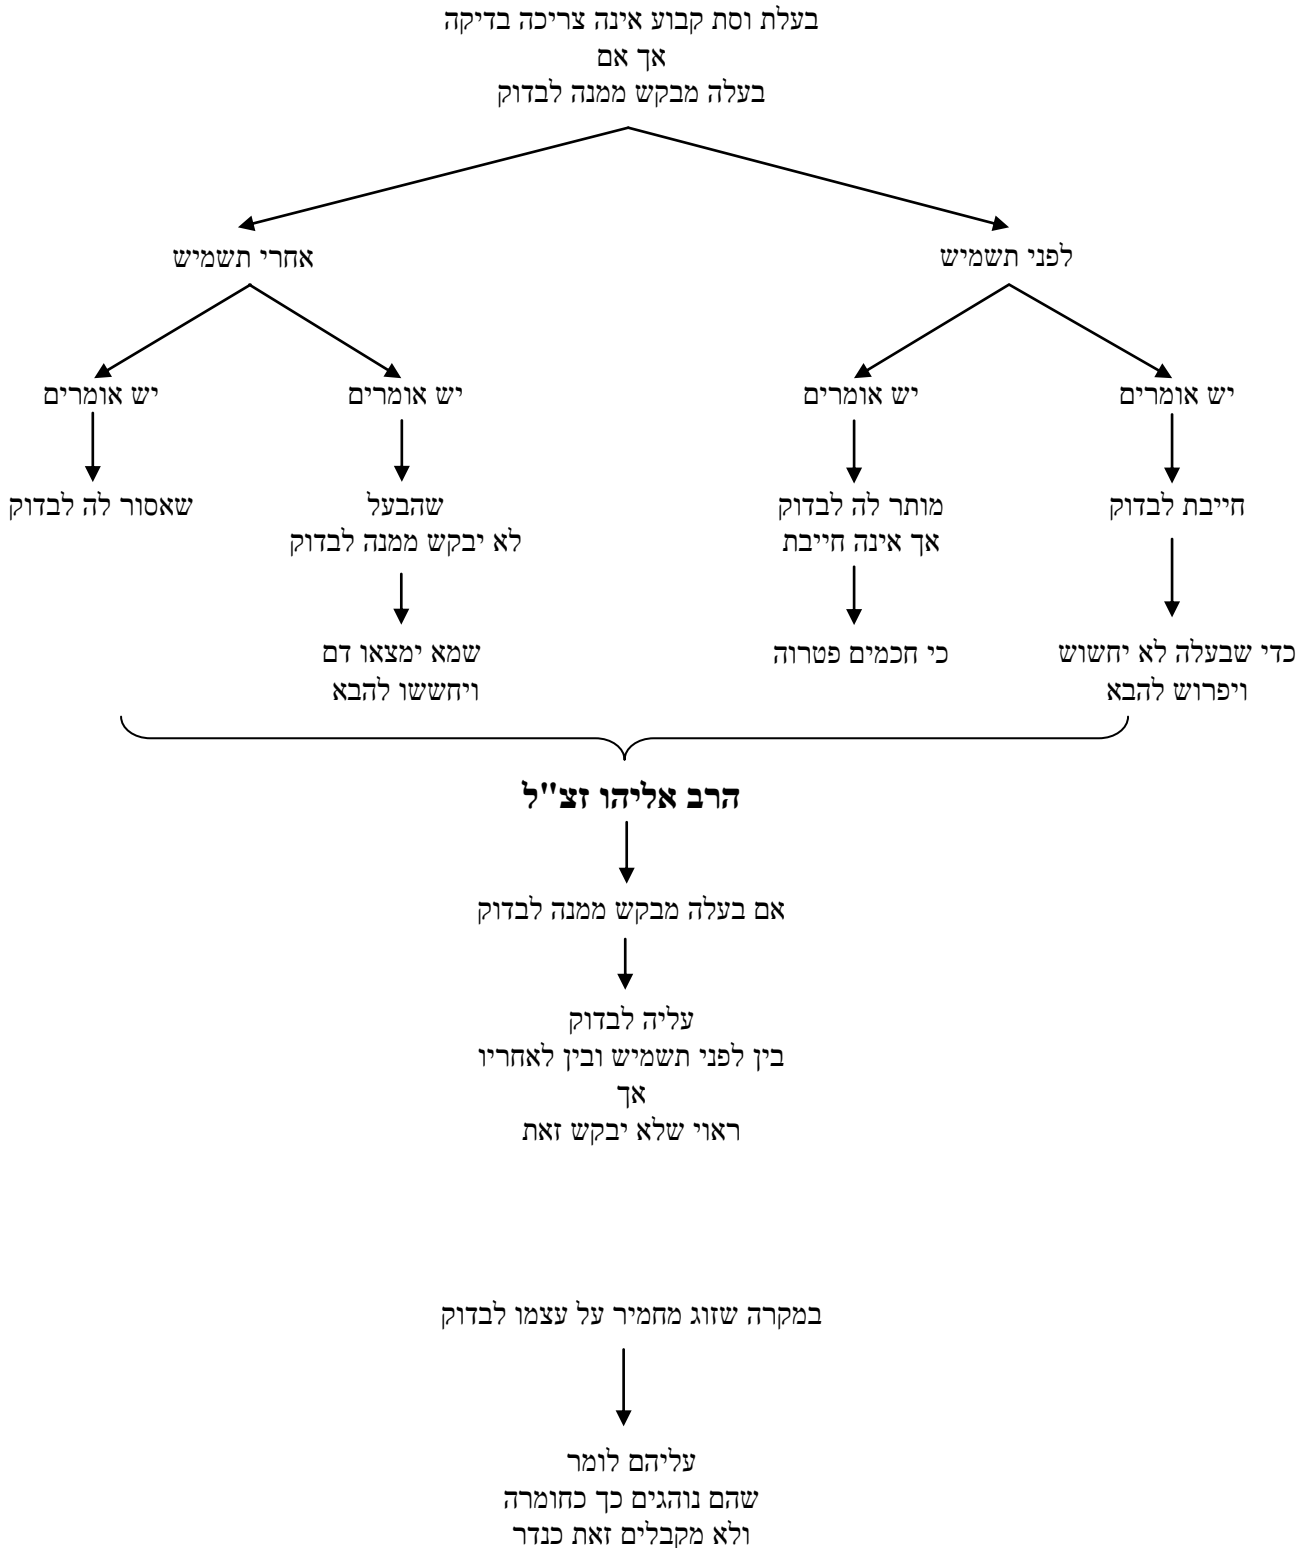 בעלת וסת קבוע אינה צריכה בדיקה
אך אם
בעלה מבקש ממנה לבדוק
לפני תשמיש
אחרי תשמיש
יש אומרים
יש אומרים
יש אומרים
יש אומרים
חייבת לבדוק
מותר לה לבדוק
אך אינה חייבת
שהבעל
לא יבקש ממנה לבדוק
שאסור לה לבדוק
כדי שבעלה לא יחשוש
ויפרוש להבא
כי חכמים פטרוה
שמא ימצאו דם
ויחששו להבא
הרב אליהו זצ"ל
אם בעלה מבקש ממנה לבדוק
עליה לבדוק
בין לפני תשמיש ובין לאחריו
אך
ראוי שלא יבקש זאת
במקרה שזוג מחמיר על עצמו לבדוק
עליהם לומר
שהם נוהגים כך כחומרה
ולא מקבלים זאת כנדר